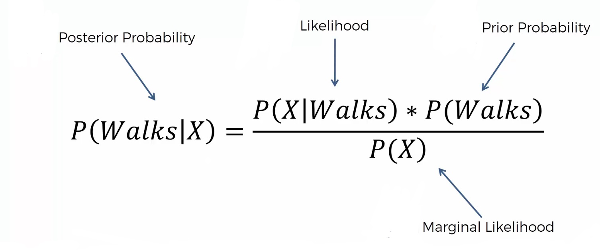 Posterior Probability
Likelihood
Prior Probability
P(Walks|X) = P(X|Walks) * P(Walks)
P(X)
Marginal Likelihood